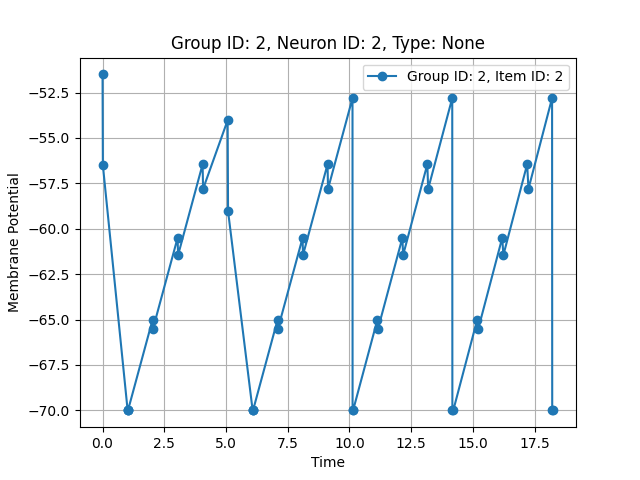 Group ID: 2, Neuron ID: 2, Type: None
Group ID: 2, Item ID: 2
Membrane Potential
−52.5
−55.0
−57.5
−60.0
−62.5
−65.0
−67.5
−70.0
0.0 2.5 5.0 7.5 10.0 12.5 15.0 17.5
Time